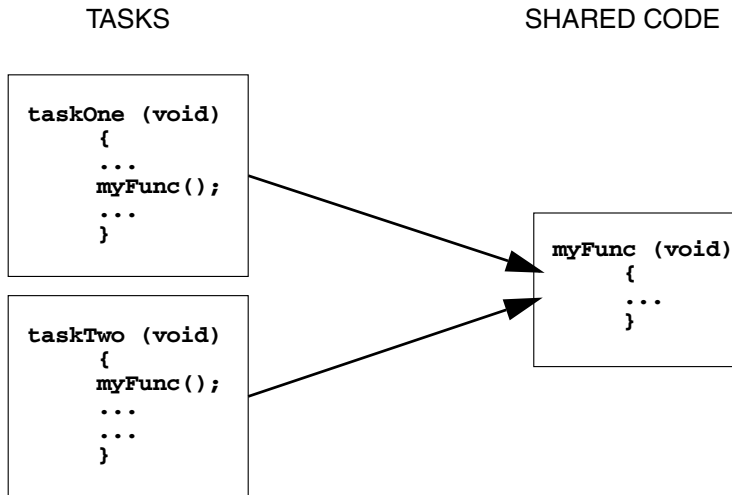 TASKS
SHARED CODE
taskOne (void)
{
...
myFunc();
...
}
myFunc (void)
{
...
}
taskTwo (void)
{
myFunc();
...
...
}